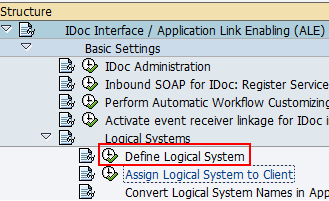 Structure
IDoc Interface / Application Link Enabling (ALE)
Basic Settings
IDoc Administration
Inbound SOAP for IDoc: Register Service
Perform Automatic Workflow Customizing
Activate event receiver linkage for IDoc i
Logical Systems
Define Logical System
Assign Logical System to Client
Convert Logical System Names in App